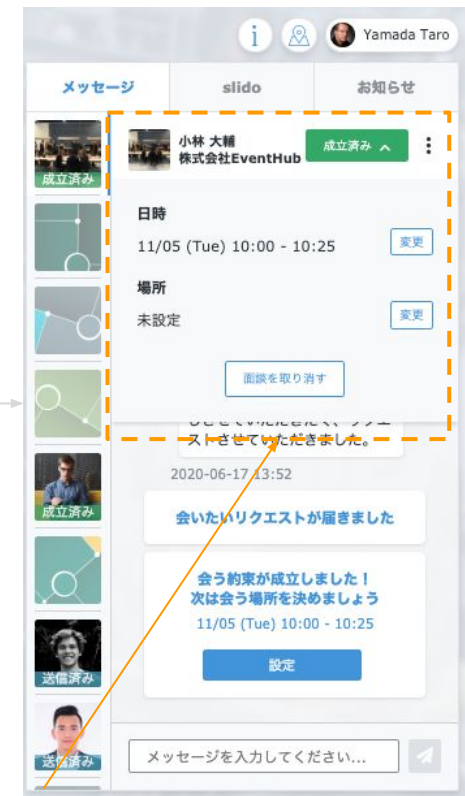 Yamada Taro
メッセージ
slido
お知らせ
成立済み
小林 大輔
株式会社EventHub
成立済み
日時
11/05 (Tue) 10:00 - 10:25
変更
場所
未設定
変更
面談を取り消す
ストさせていただきました。
2020-06-17 13:52
成立済み
会いたいリクエストが届きました
会う約束が成立しました！
次は会う場所を決めましょう
11/05 (Tue) 10:00 - 10:25
設定
送信済み
送信済み
メッセージを入力してください...